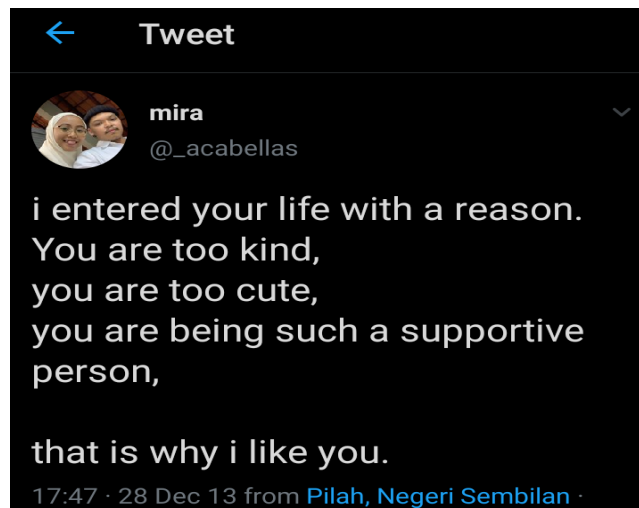 Tweet
mira
@_acabellas
i entered your life with a reason.
You are too kind,
you are too cute,
you are being such a supportive
person,
that is why i like you.
17:47 · 28 Dec 13 from Pilah, Negeri Sembilan ·